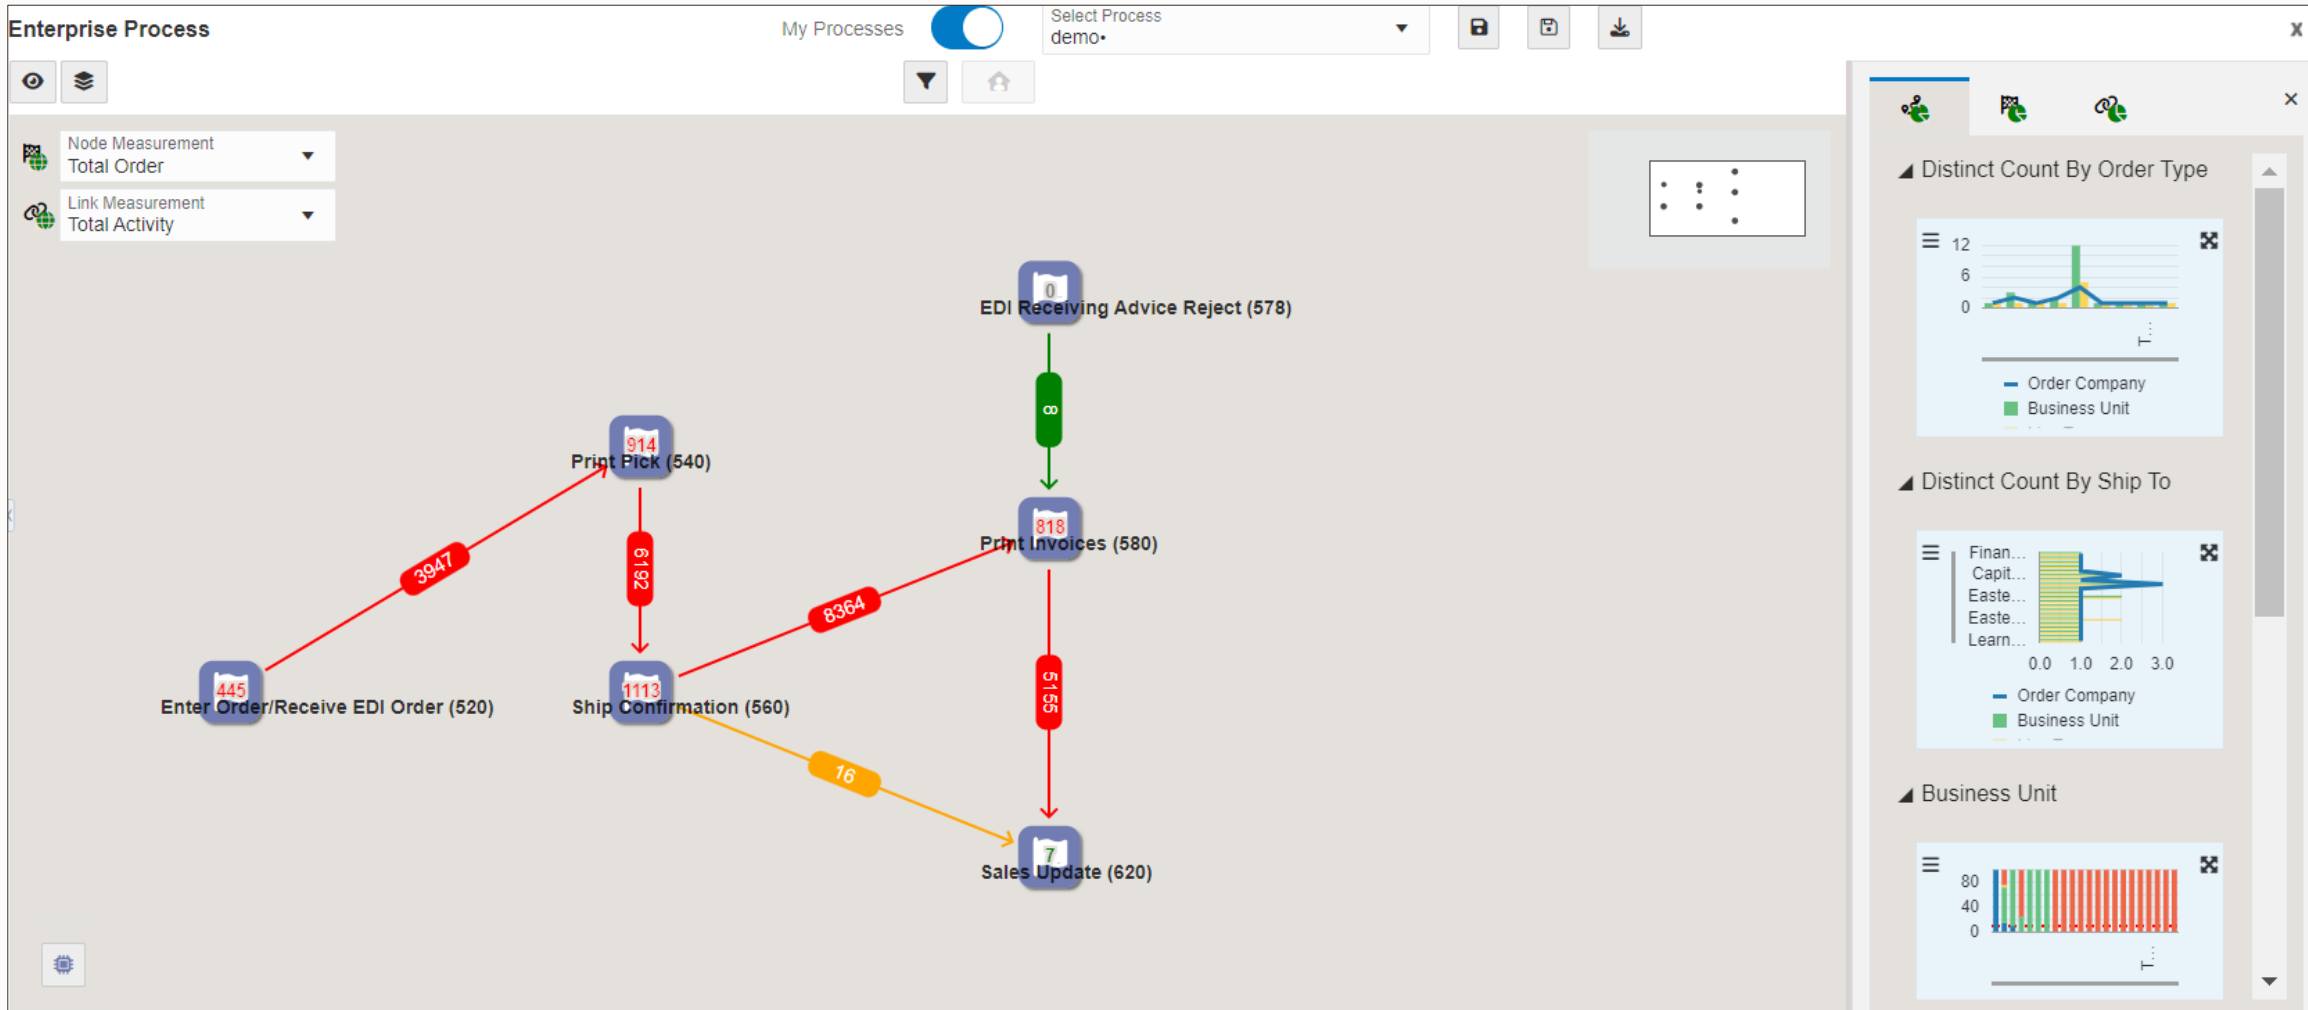 Enterprise Process
My Processes
Select Process
demo•
x
Node Measurement
Total Order
Link Measurement
Total Activity
0
EDI Receiving Advice Reject (578)
8
914
Print Pick (540)
3947
6192
818
Print Invoices (580)
8364
5155
445
Enter Order/Receive EDI Order (520)
1113
Ship Confirmation (560)
16
7
Sales Update (620)
Distinct Count By Order Type
12
6
0
T...
Order Company
Business Unit
Distinct Count By Ship To
Finan...
Capit...
Easte...
Easte...
Learn...
0.0 1.0 2.0 3.0
Order Company
Business Unit
Business Unit
80
40
0
T...